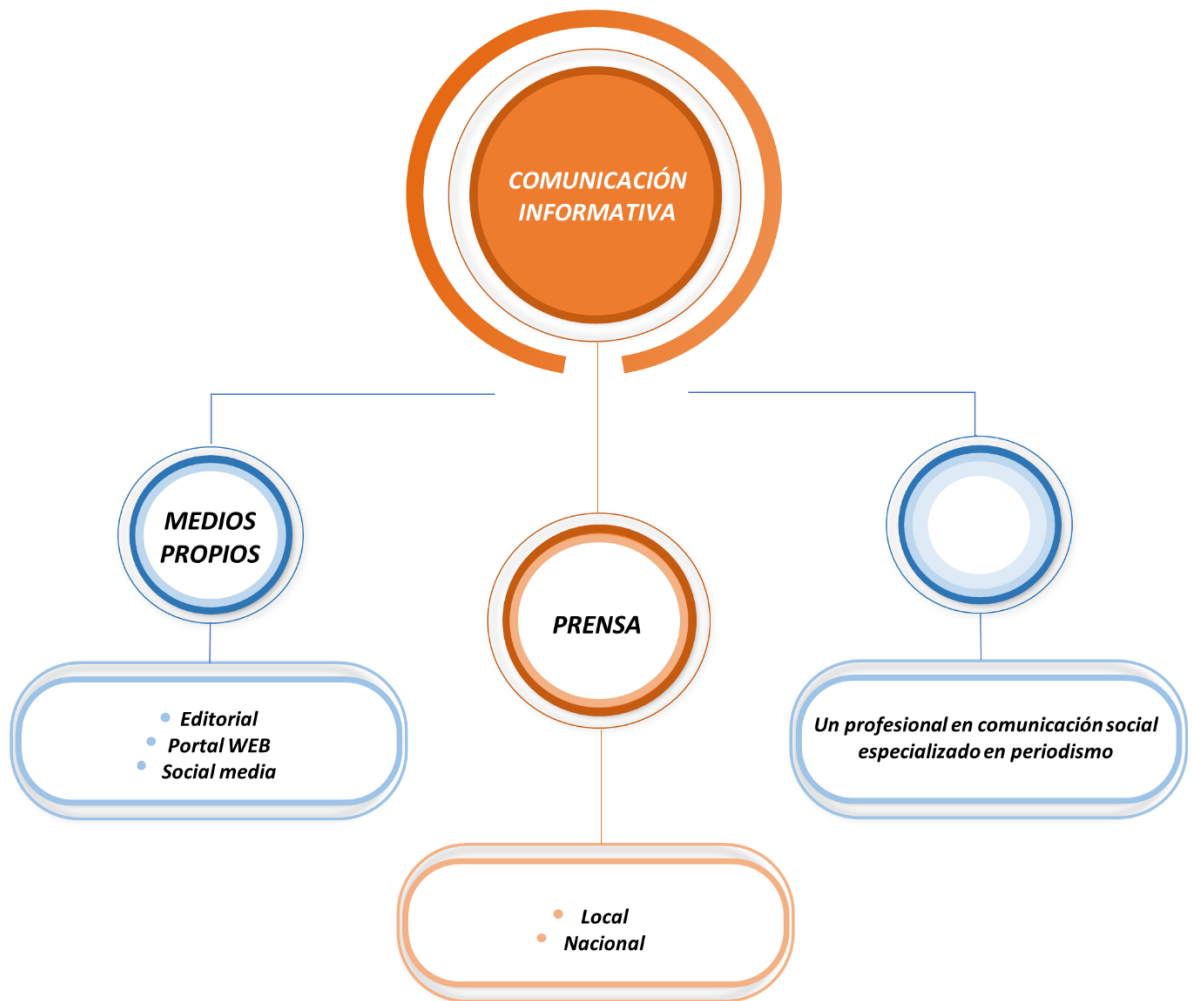 COMUNICACIÓN
INFORMATIVA
MEDIOS
PROPIOS
PRENSA
• Editorial
• Portal WEB
• Social media
Un profesional en comunicación social
especializado en periodismo
• Local
• Nacional